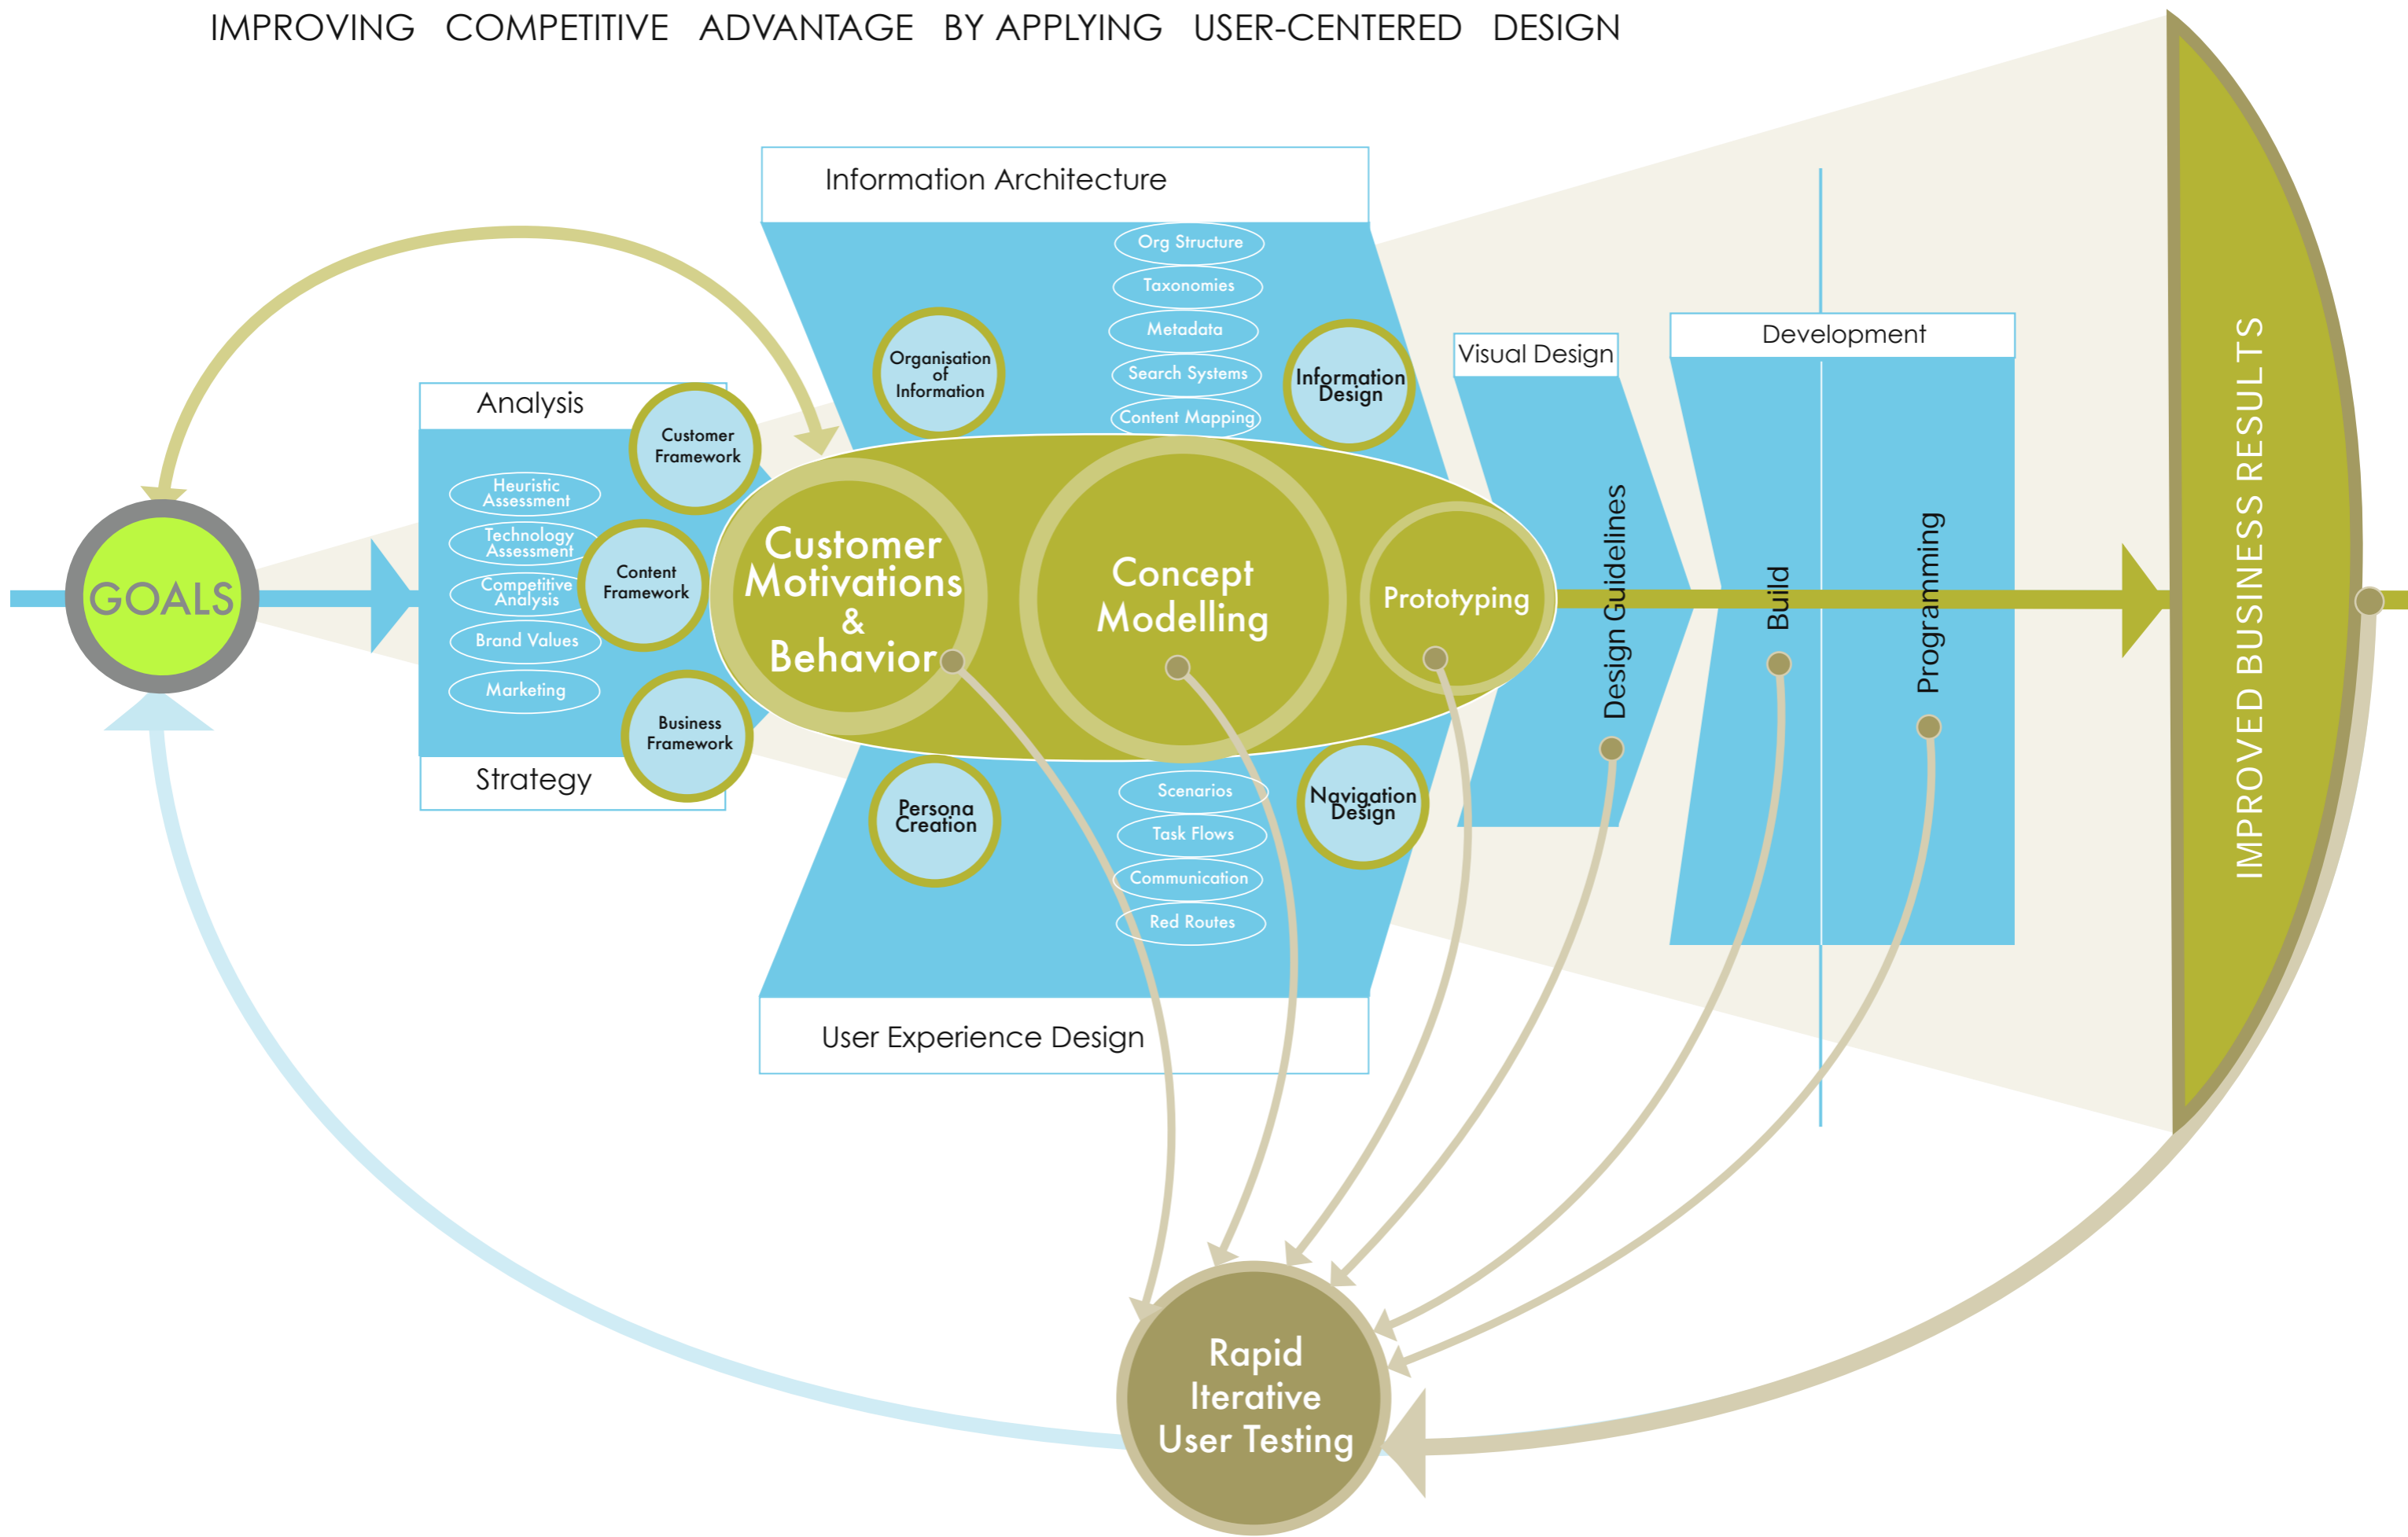 IMPROVING COMPETITIVE ADVANTAGE BY APPLYING USER-CENTERED DESIGN
GOALS
Analysis
Heuristic
Assessment
Technology
Assessment
Competitive
Analysis
Brand Values
Marketing
Strategy
Customer
Framework
Content
Framework
Business
Framework
Information Architecture
Organisation
of
Information
Org Structure
Taxonomies
Metadata
Search Systems
Content Mapping
Information
Design
Customer
Motivations
&
Behavior
Concept
Modelling
Prototyping
Persona
Creation
Scenarios
Task Flows
Communication
Red Routes
Navigation
Design
User Experience Design
Visual Design
Design Guidelines
Development
Build
Programming
IMPROVED BUSINESS RESULTS
Rapid
Iterative
User Testing